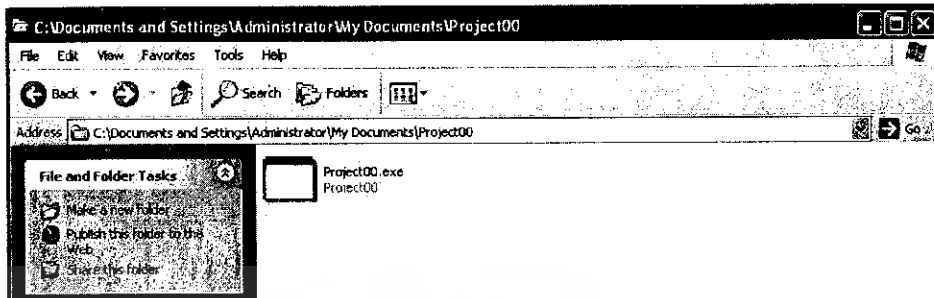 C:\Documents and Settings\Administrator\My Documents\Project00
File Edit View Favorites Tools Help
Back Search Folders
Address C:\Documents and Settings\Administrator\My Documents\Project00 Go
File and Folder Tasks
Project00.exe
Project00
Make a new folder
Publish this folder to the
Web
Share this folder